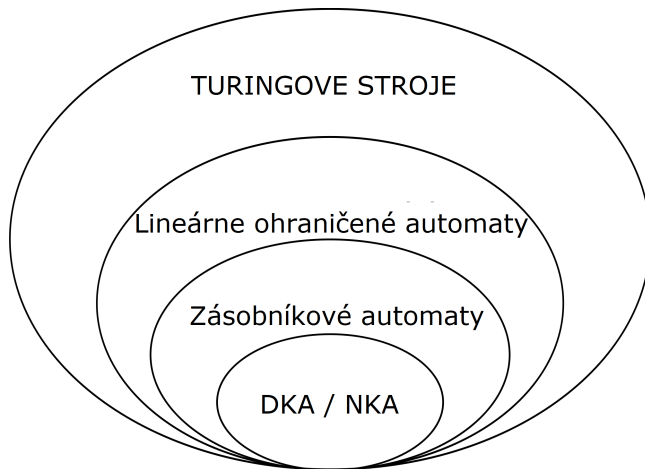 TURINGOVE STROJE
Lineárne ohraničené automaty
Zásobníkové automaty
DKA / NKA